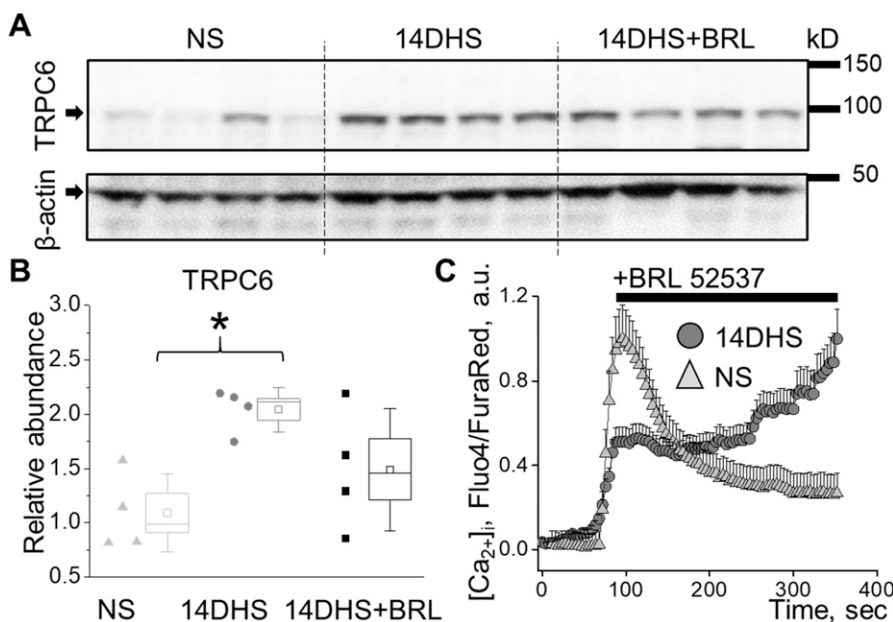 A
NS 14DHS 14DHS+BRL kD
TRPC6
150
100
β-actin
50
B
TRPC6
Relative abundance
3.0
2.5
2.0
1.5
1.0
0.5
*
NS 14DHS 14DHS+BRL
C
+BRL 52537
[Ca2+]i, Fluo4/FuraRed, a.u.
1.2
0.8
0.4
0.0
14DHS
NS
0 100 200 300 400
Time, sec